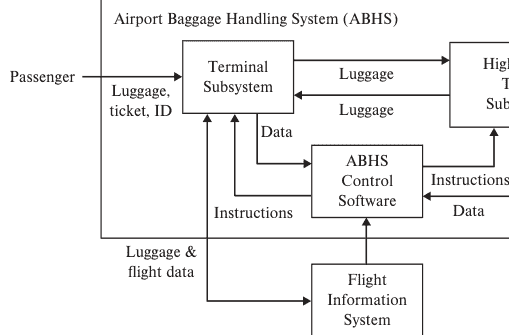 Airport Baggage Handling System (ABHS)
Passenger
Luggage,
ticket, ID
Terminal
Subsystem
Luggage
Luggage
High
Data
ABHS
Control
Software
Instructions
Instructions
Data
Luggage &
flight data
Flight
Information
System